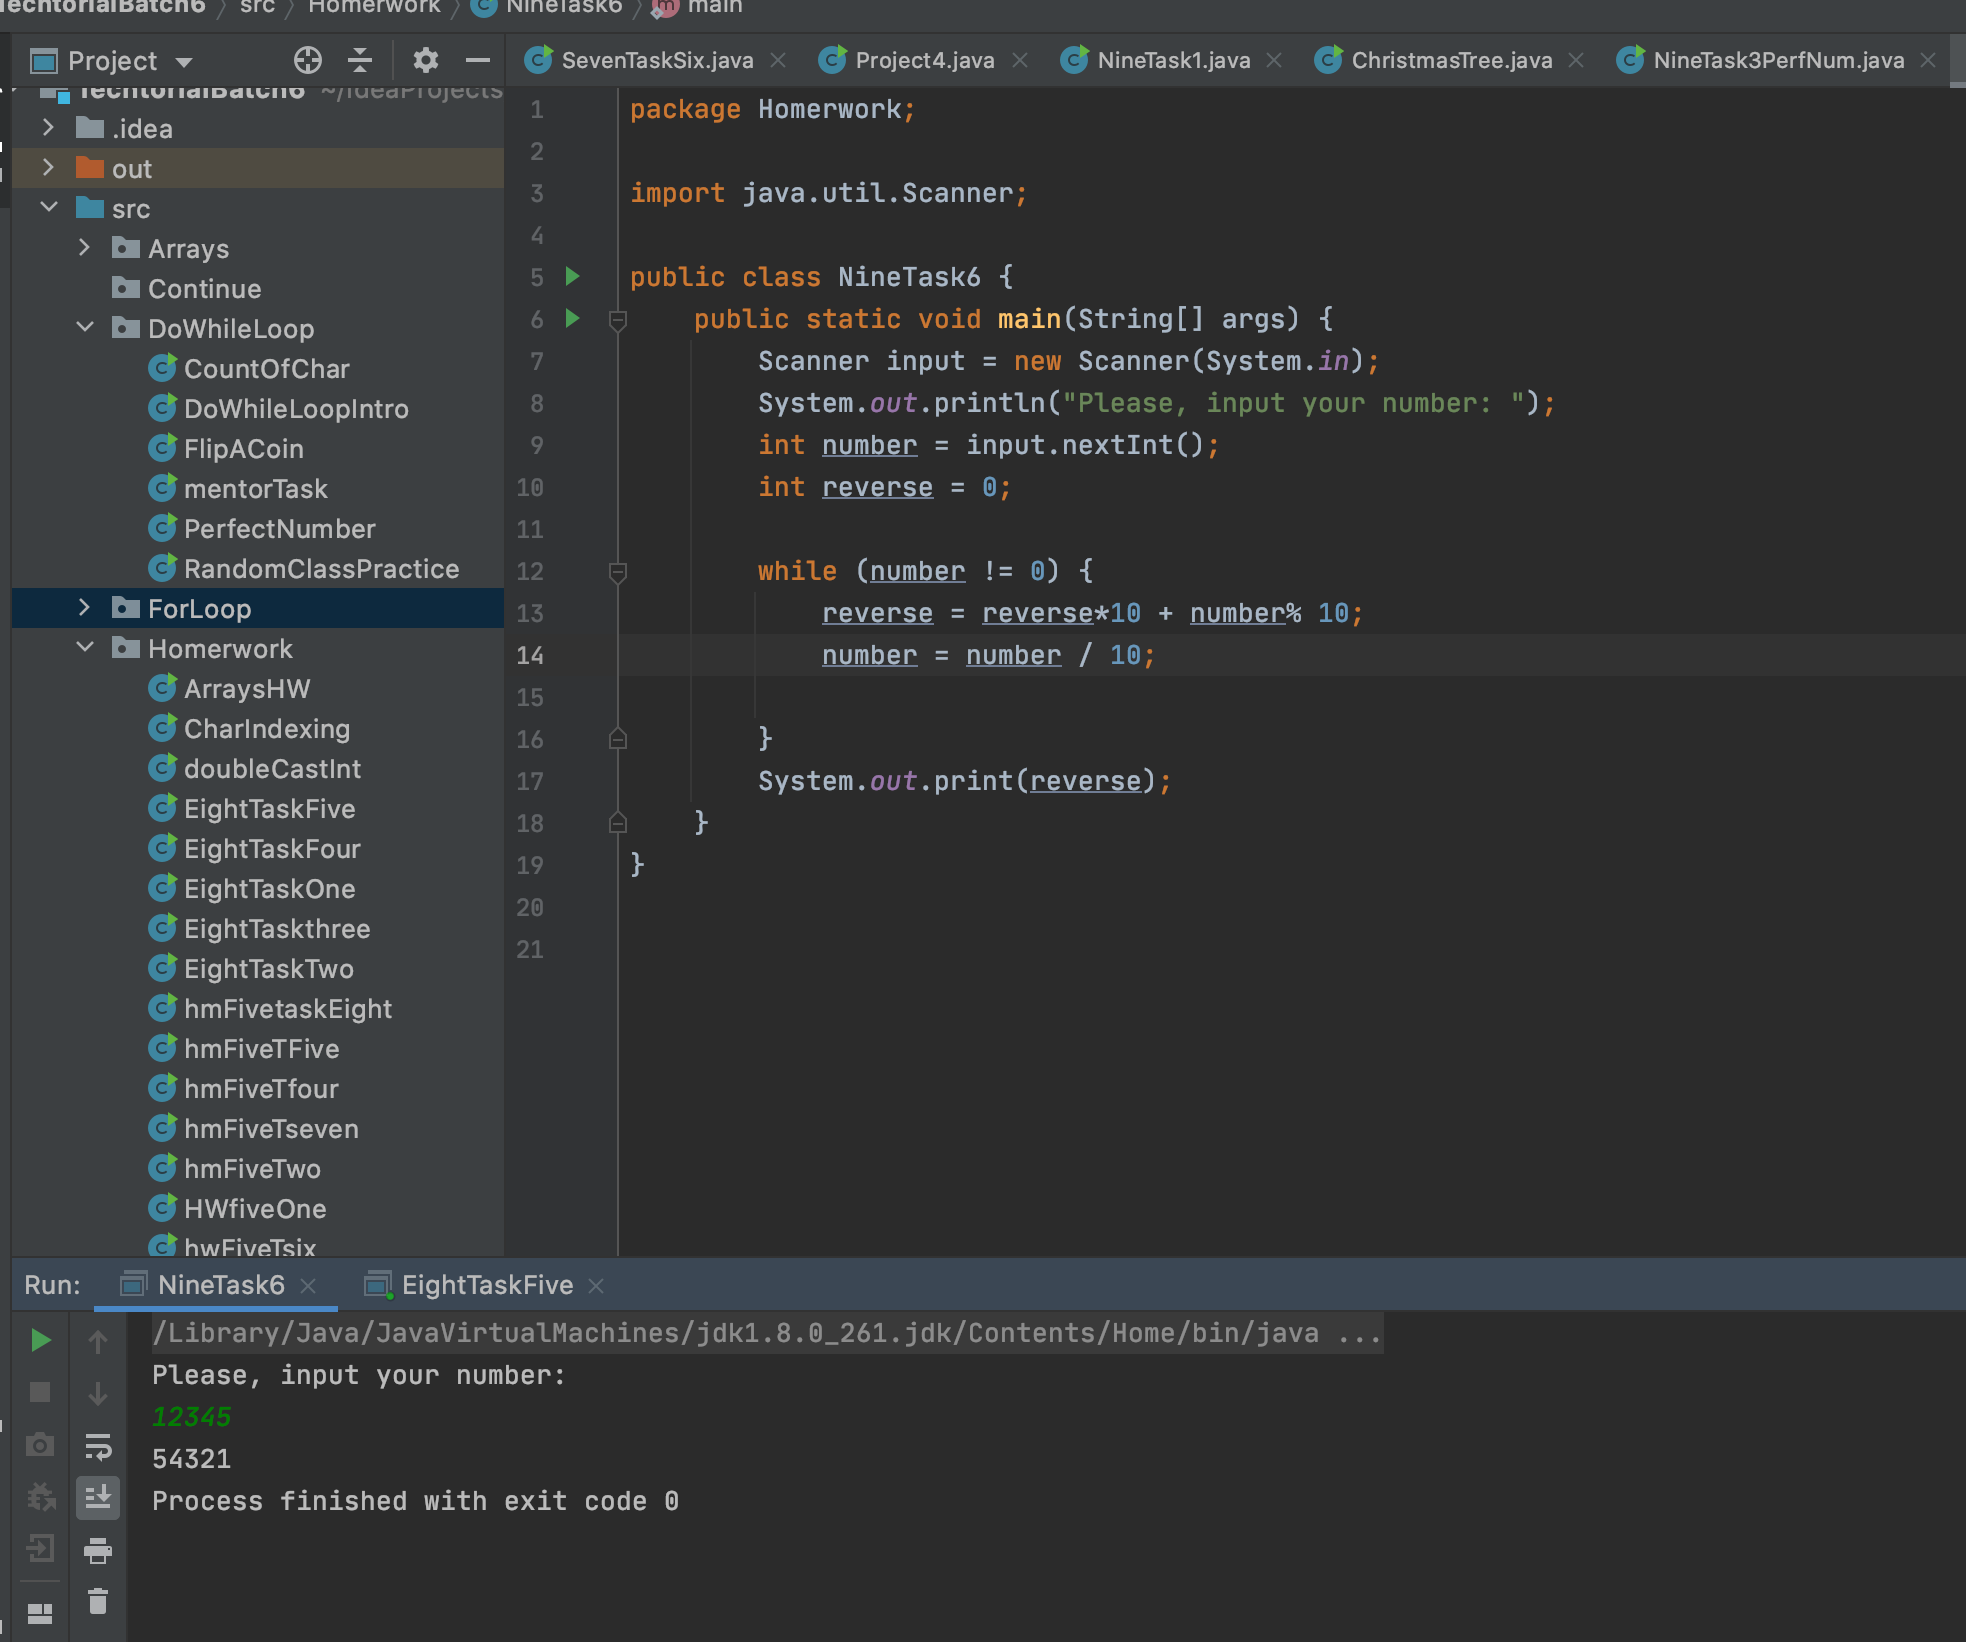 TechtorialBatch6 src Homerwork NineTask6 main
Project
SevenTaskSix.java Project4.java NineTask1.java ChristmasTree.java NineTask3PerfNum.java
TechtorialBatch6 ~/IdeaProjects
.idea
out
src
Arrays
Continue
DoWhileLoop
CountOfChar
DoWhileLoopIntro
FlipACoin
mentorTask
PerfectNumber
RandomClassPractice
ForLoop
Homerwork
ArraysHW
CharIndexing
doubleCastInt
EightTaskFive
EightTaskFour
EightTaskOne
EightTaskthree
EightTaskTwo
hmFivetaskEight
hmFiveTFive
hmFiveTfour
hmFiveTseven
hmFiveTwo
HWfiveOne
hwFiveTsix
1 package Homerwork;
2
3 import java.util.Scanner;
4
5 public class NineTask6 {
6 public static void main(String[] args) {
7 Scanner input = new Scanner(System.in);
8 System.out.println("Please, input your number: ");
9 int number = input.nextInt();
10 int reverse = 0;
11
12 while (number != 0) {
13 reverse = reverse*10 + number% 10;
14 number = number / 10;
15
16 }
17 System.out.print(reverse);
18 }
19 }
20
21
Run: NineTask6 EightTaskFive
/Library/Java/JavaVirtualMachines/jdk1.8.0_261.jdk/Contents/Home/bin/java ...
Please, input your number:
12345
54321
Process finished with exit code 0